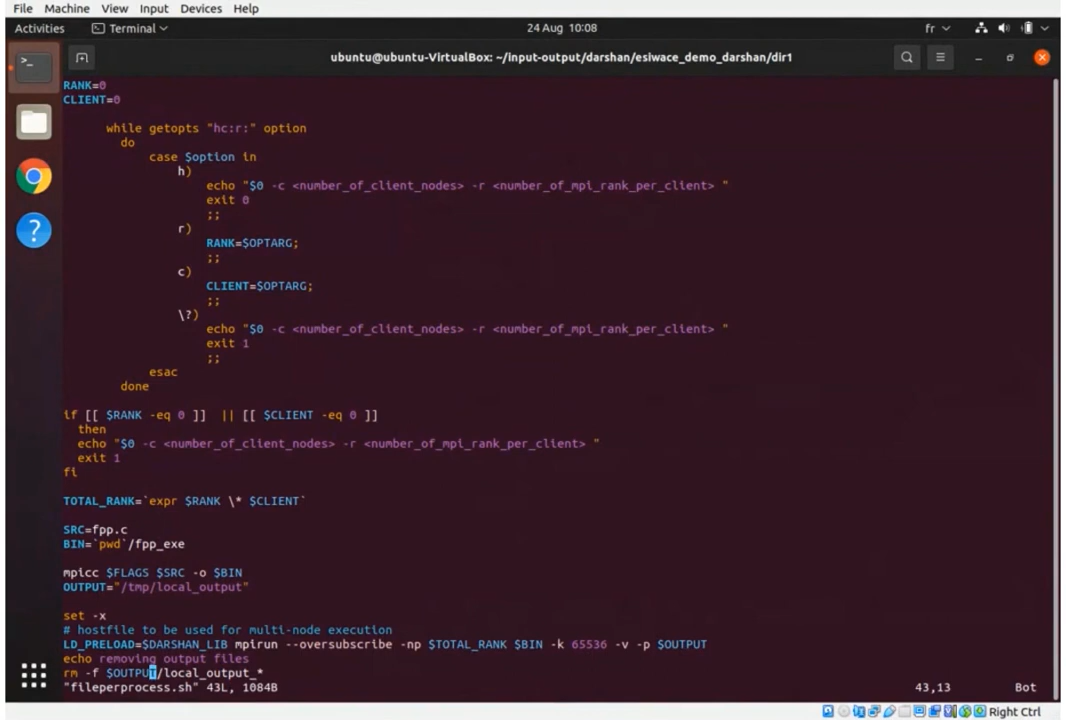 File Machine View Input Devices Help
Activities Terminal 24 Aug 10:08 fr
ubuntu@ubuntu-VirtualBox: ~/input-output/darshan/esiwace_demo_darshan/dir1
RANK=0
CLIENT=0
while getopts "hc:r:" option
do
case $option in
h)
echo "$0 -c <number_of_client_nodes> -r <number_of_mpi_rank_per_client> "
exit 0
;;
r)
RANK=$OPTARG;
;;
c)
CLIENT=$OPTARG;
;;
\?)
echo "$0 -c <number_of_client_nodes> -r <number_of_mpi_rank_per_client> "
exit 1
;;
esac
done
if [[ $RANK -eq 0 ]] || [[ $CLIENT -eq 0 ]]
then
echo "$0 -c <number_of_client_nodes> -r <number_of_mpi_rank_per_client> "
exit 1
fi
TOTAL_RANK=`expr $RANK \* $CLIENT`
SRC=fpp.c
BIN=`pwd`/fpp_exe
mpicc $FLAGS $SRC -o $BIN
OUTPUT="/tmp/local_output"
set -x
# hostfile to be used for multi-node execution
LD_PRELOAD=$DARSHAN_LIB mpirun --oversubscribe -np $TOTAL_RANK $BIN -k 65536 -v -p $OUTPUT
echo removing output files
rm -f $OUTPUT/local_output_*
"fileperprocess.sh" 43L, 1084B 43,13 Bot
Right Ctrl